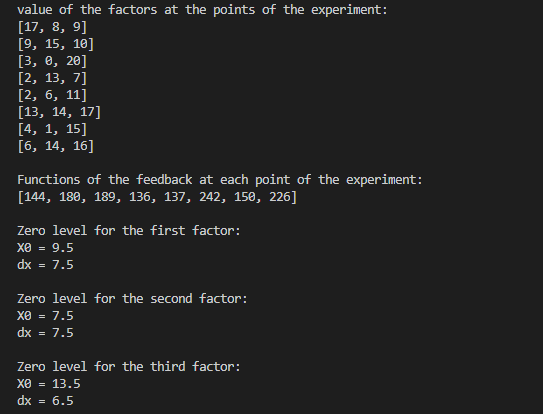 value of the factors at the points of the experiment:
[17, 8, 9]
[9, 15, 10]
[3, 0, 20]
[2, 13, 7]
[2, 6, 11]
[13, 14, 17]
[4, 1, 15]
[6, 14, 16]
Functions of the feedback at each point of the experiment:
[144, 180, 189, 136, 137, 242, 150, 226]
Zero level for the first factor:
X0 = 9.5
dx = 7.5
Zero level for the second factor:
X0 = 7.5
dx = 7.5
Zero level for the third factor:
X0 = 13.5
dx = 6.5